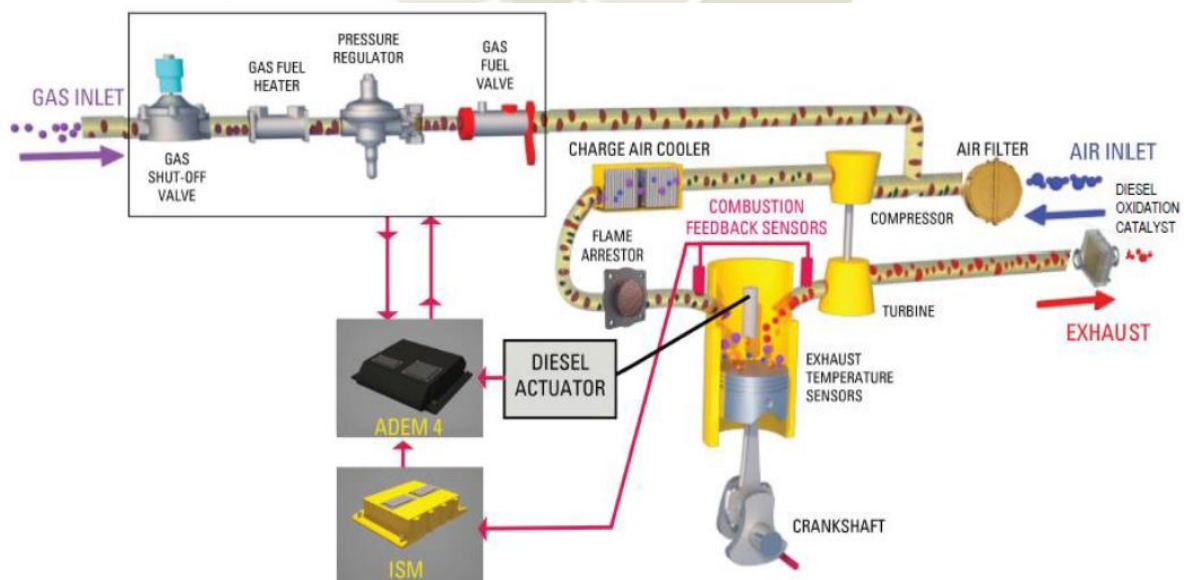 GAS INLET
GAS
SHUT-OFF
VALVE
GAS FUEL
HEATER
PRESSURE
REGULATOR
GAS
FUEL
VALVE
CHARGE AIR COOLER
AIR FILTER
AIR INLET
DIESEL
OXIDATION
CATALYST
COMPRESSOR
COMBUSTION
FEEDBACK SENSORS
FLAME
ARRESTOR
TURBINE
EXHAUST
DIESEL
ACTUATOR
EXHAUST
TEMPERATURE
SENSORS
ADEM 4
ISM
CRANKSHAFT